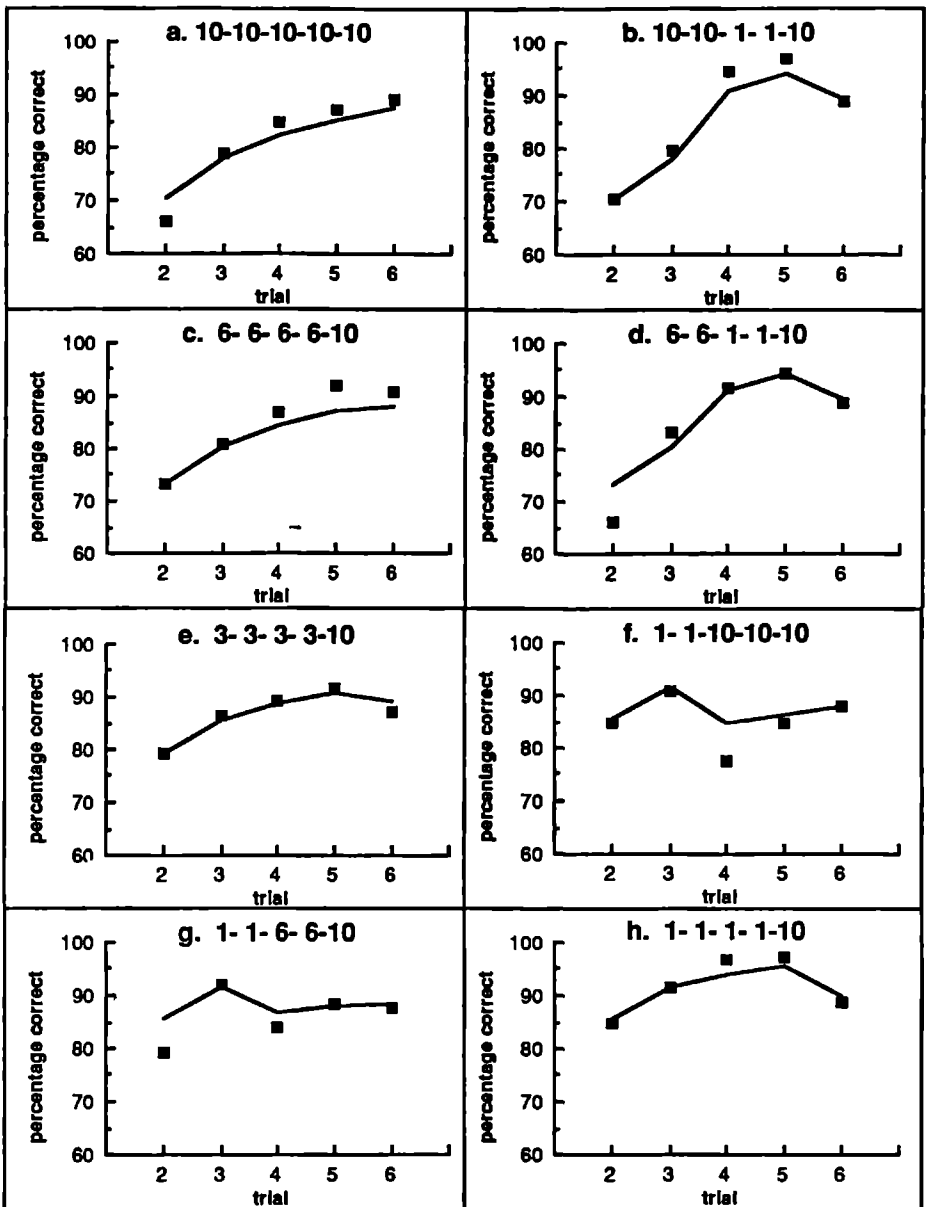 a. 10-10-10-10-10
percentage correct
100
90
80
70
60
2 3 4 5 6
trial
b. 10-10- 1- 1-10
percentage correct
100
90
80
70
60
2 3 4 5 6
trial
c. 6- 6- 6- 6-10
percentage correct
100
90
80
70
60
2 3 4 5 6
trial
d. 6- 6- 1- 1-10
percentage correct
100
90
80
70
60
2 3 4 5 6
trial
e. 3- 3- 3- 3-10
percentage correct
100
90
80
70
60
2 3 4 5 6
trial
f. 1- 1-10-10-10
percentage correct
100
90
80
70
60
2 3 4 5 6
trial
g. 1- 1- 6- 6-10
percentage correct
100
90
80
70
60
2 3 4 5 6
trial
h. 1- 1- 1- 1-10
percentage correct
100
90
80
70
60
2 3 4 5 6
trial